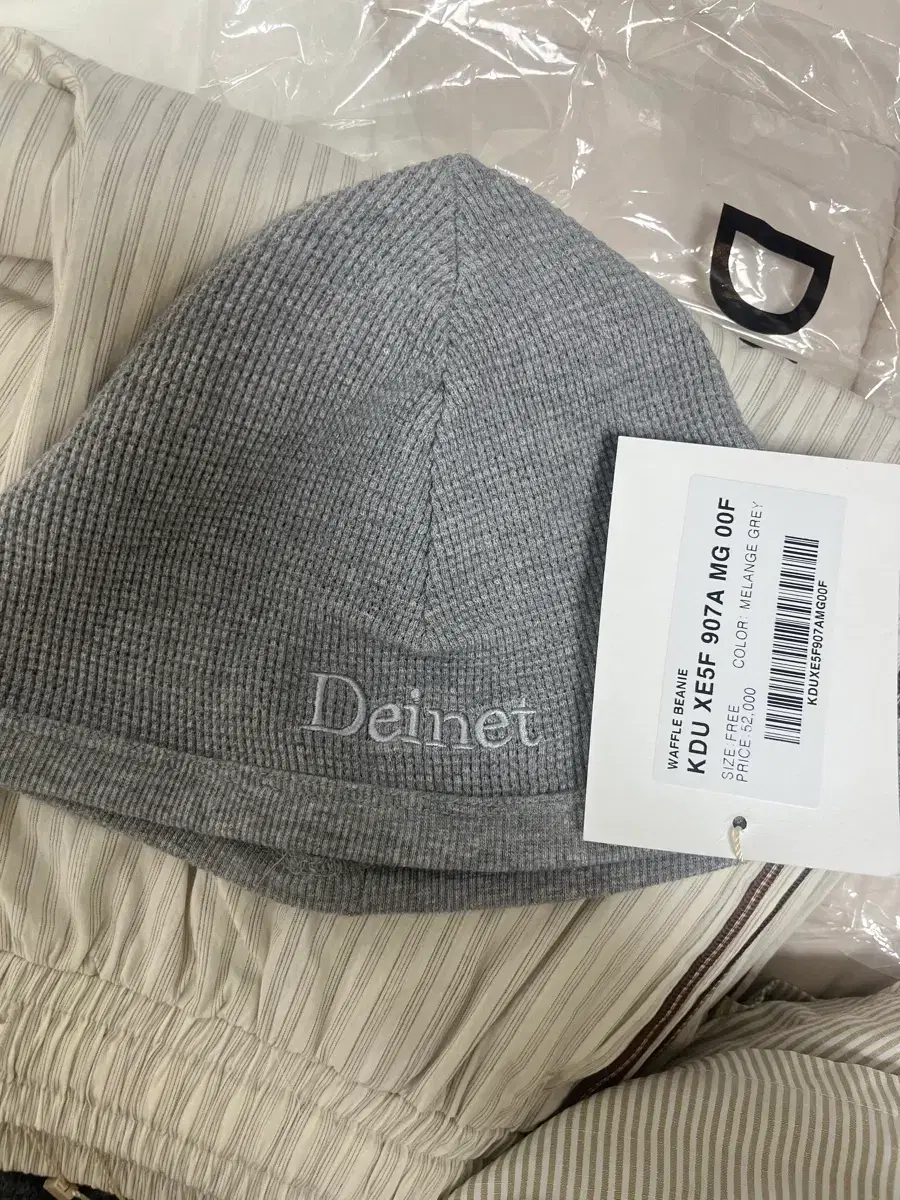 D
Deinet
WAFFLE BEANIE
KDU XE5F 907A MG 00F
SIZE:FREE COLOR: MELANGE GREY
PRICE:52,000
KDUXE5F907AMG00F